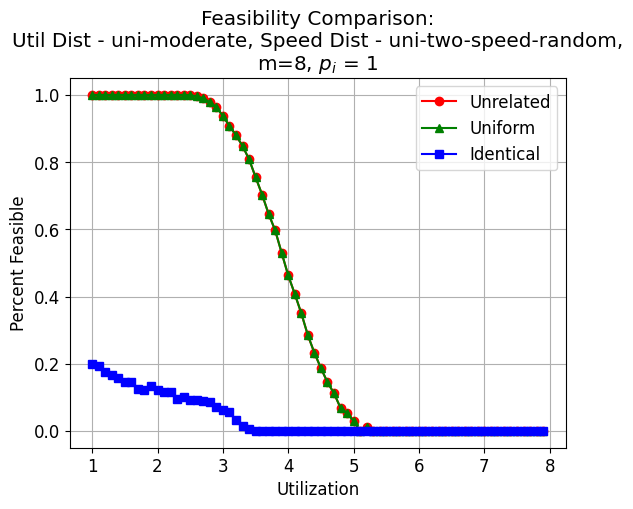 Feasibility Comparison:
Util Dist - uni-moderate, Speed Dist - uni-two-speed-random,
m=8, pᵢ = 1
Unrelated
Uniform
Identical
Percent Feasible
1.0
0.8
0.6
0.4
0.2
0.0
1 2 3 4 5 6 7 8
Utilization